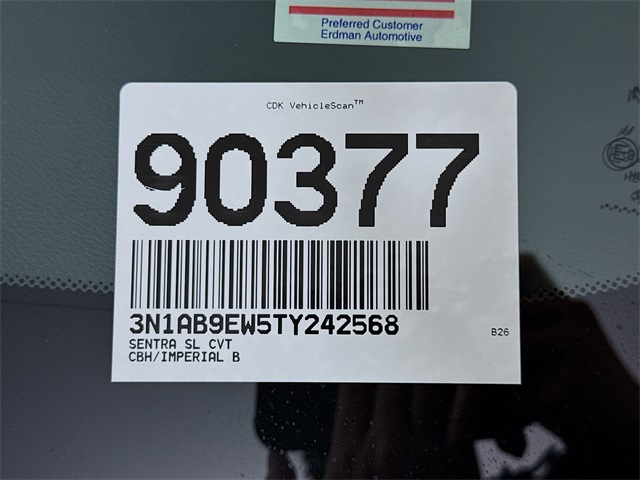 Preferred Customer
Erdman Automotive
CDK VehicleScan™
90377
3N1AB9EW5TY242568
B26
SENTRA SL CVT
CBH/IMPERIAL B